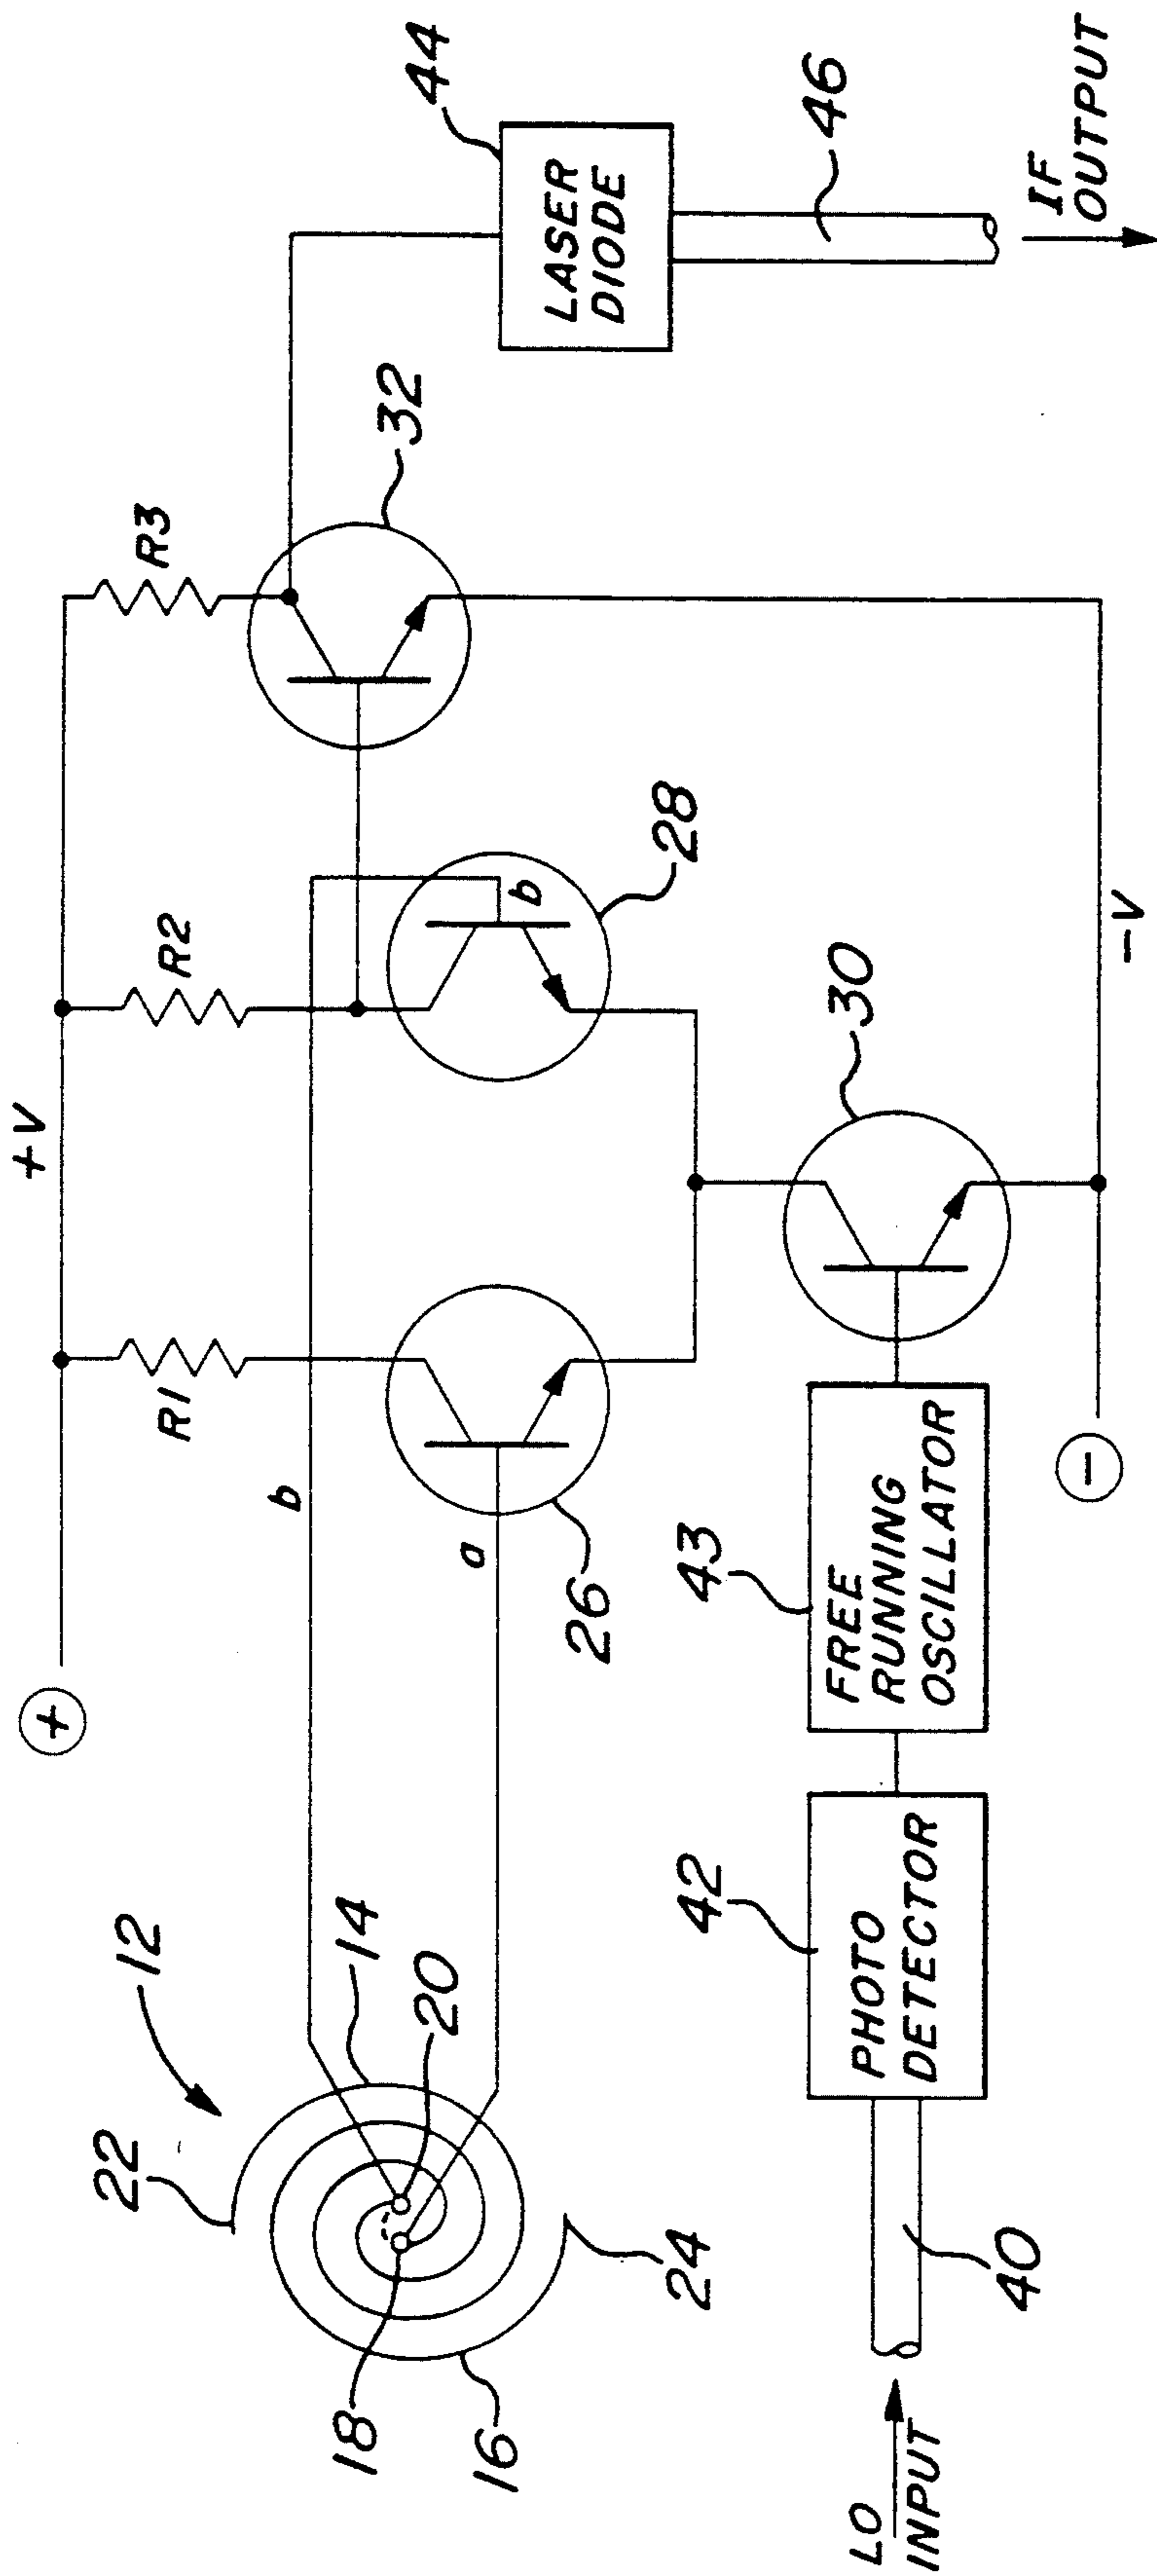 +V
+
R1
R2
R3
b
a
b
26
28
32
44
LASER
DIODE
46
IF
OUTPUT
12
22
14
20
18
16
24
30
-V
-
43
FREE
RUNNING
OSCILLATOR
42
PHOTO
DETECTOR
40
LO
INPUT